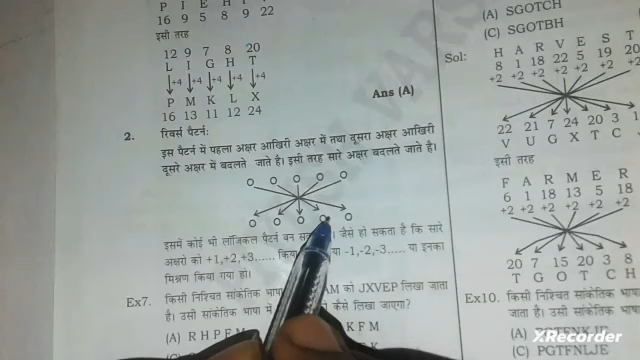 P I E H I
16 9 5 8 9 22
इसी तरह
12 9 7 8 20
L I G H T
+4 +4 +4 +4
P M K L X
16 13 11 12 24
Ans (A)
2. रिवर्स पैटर्न:
इस पैटर्न में पहला अक्षर आखिरी अक्षर में तथा दूसरा अक्षर आखिरी
दूसरे अक्षर में बदलते जाते है। इसी तरह सारे अक्षर बदलते जाते है।
इसमें कोई भी लॉजिकल पैटर्न बन जैसे हो सकता है कि सारे
अक्षरो को +1,+2,+3...... किया या -1,-2,-3..... या इनका
मिश्रण किया गया हो।
Ex7. किसी निश्चित सांकेतिक भाषा AM को JXVEP लिखा जाता
है। उसी सांकेतिक भाषा में कैसे लिखा जाएगा?
(A) R H P F M K F M
(A) SGOTCH
(C) SGOTBH
Sol: H A R V E S T
8 1 18 22 5 19 20
+2 +2 +2 +2 +2 +2 +2
22 21 7 24 20 3 1
V U G X T C
इसी तरह
F A R M E R
6 1 18 13 5 18
+2 +2 +2 +2 +2 +2
20 7 15 20 3 8
T G O T C H
Ex10. किसी निश्चित सांकेतिक
जाता है। उसी सांकेतिक भाषा
(A)
(C) PGTFNLJE
XRecorder